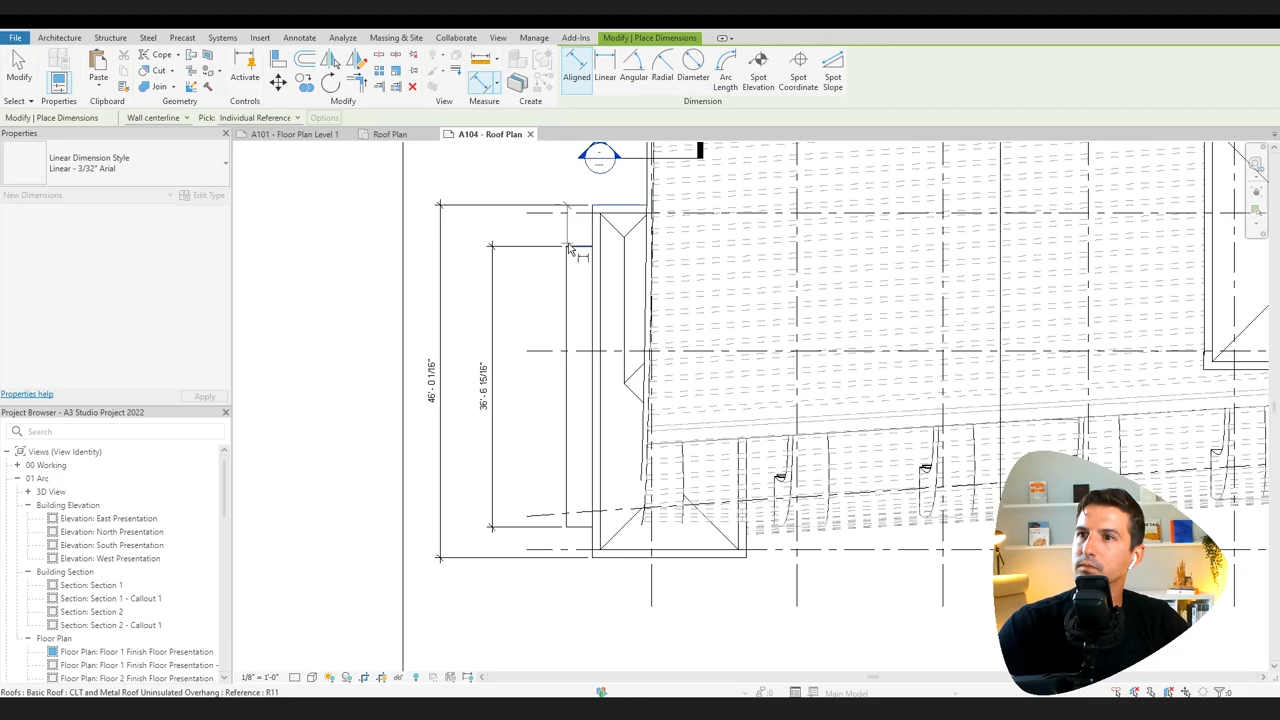 File Architecture Structure Steel Precast Systems Insert Annotate Analyze Massing & Site Collaborate View Manage Add-Ins Modify | Place Dimensions
Modify Paste Cope Cut Join Activate Aligned Linear Angular Radial Diameter Arc Length Spot Elevation Spot Coordinate Spot Slope
Select Properties Clipboard Geometry Controls Modify View Measure Create Dimension
Modify | Place Dimensions Wall centerline Pick: Individual Reference Options
Properties A101 - Floor Plan Level 1 Roof Plan A104 - Roof Plan
Linear Dimension Style
Linear - 3/32" Arial
New Dimensions Edit Type
46' - 0 1/16"
36' - 6 15/16"
Properties help Apply
Project Browser - A3 Studio Project 2022
Search
Views (View Identity)
00 Working
01 Arc
3D View
Building Elevation
Elevation: East Presentation
Elevation: North Presentation
Elevation: South Presentation
Elevation: West Presentation
Building Section
Section: Section 1
Section: Section 1 - Callout 1
Section: Section 2
Section: Section 2 - Callout 1
Floor Plan
Floor Plan: Floor 1 Finish Floor Presentation
Floor Plan: Floor 1 Finish Floor Presentation -
Floor Plan: Floor 2 Finish Floor Presentation
1/8" = 1'-0"
Roofs : Basic Roof : CLT and Metal Roof Uninsulated Overhang : Reference : R11 :0 Main Model :0